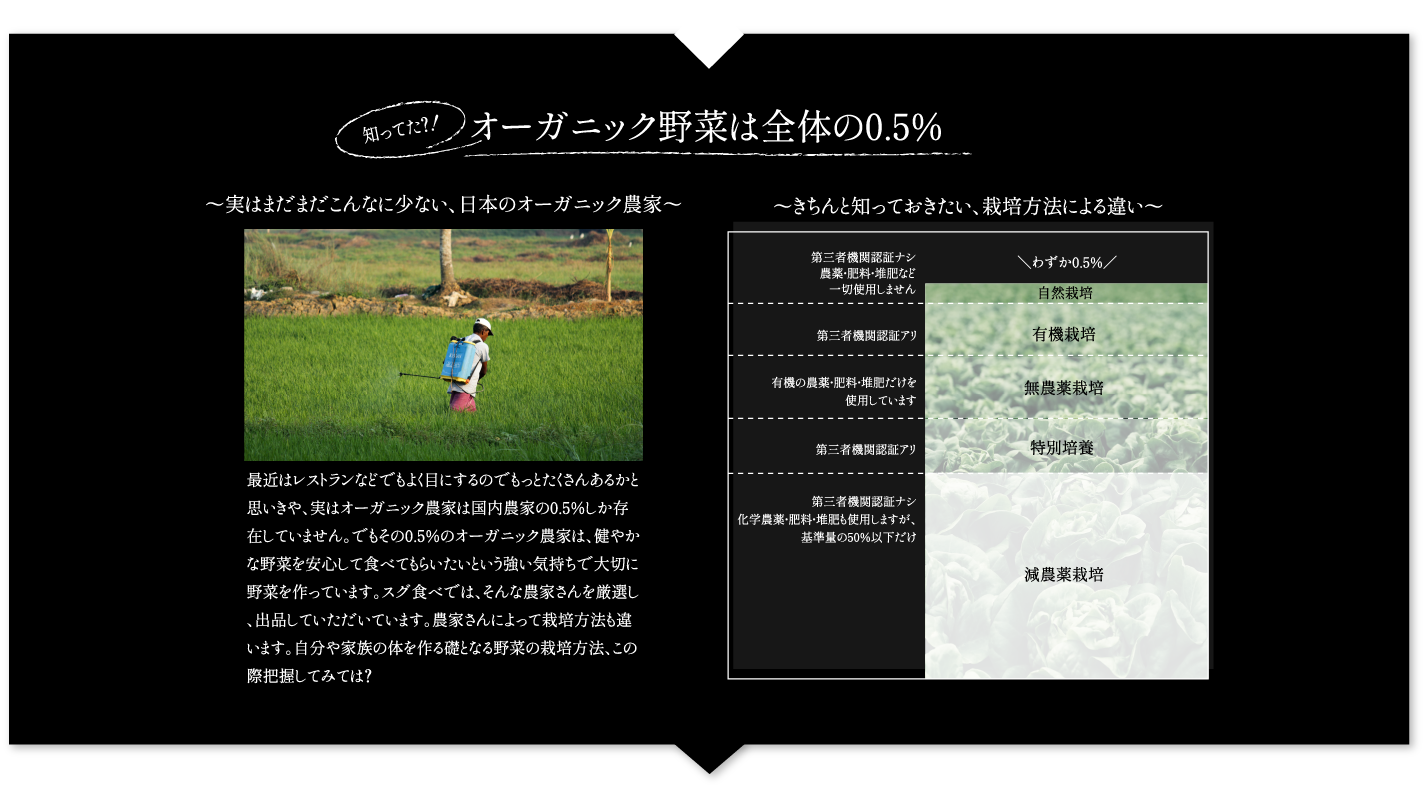 知ってた?!
オーガニック野菜は全体の0.5%
〜実はまだまだこんなに少ない、日本のオーガニック農家〜
最近はレストランなどでもよく目にするのでもっとたくさんあるかと
思いきや、実はオーガニック農家は国内農家の0.5%しか存
在していません。でもその0.5%のオーガニック農家は、健やか
な野菜を安心して食べてもらいたいという強い気持ちで大切に
野菜を作っています。スグ食べでは、そんな農家さんを厳選し
、出品していただいています。農家さんによって栽培方法も違
います。自分や家族の体を作る礎となる野菜の栽培方法、この
際把握してみては?
〜きちんと知っておきたい、栽培方法による違い〜
第三者機関認証ナシ
農薬・肥料・堆肥など
一切使用しません
＼わずか0.5%／
自然栽培
第三者機関認証アリ
有機栽培
有機の農薬・肥料・堆肥だけを
使用しています
無農薬栽培
第三者機関認証アリ
特別培養
第三者機関認証ナシ
化学農薬・肥料・堆肥も使用しますが、
基準量の50%以下だけ
減農薬栽培